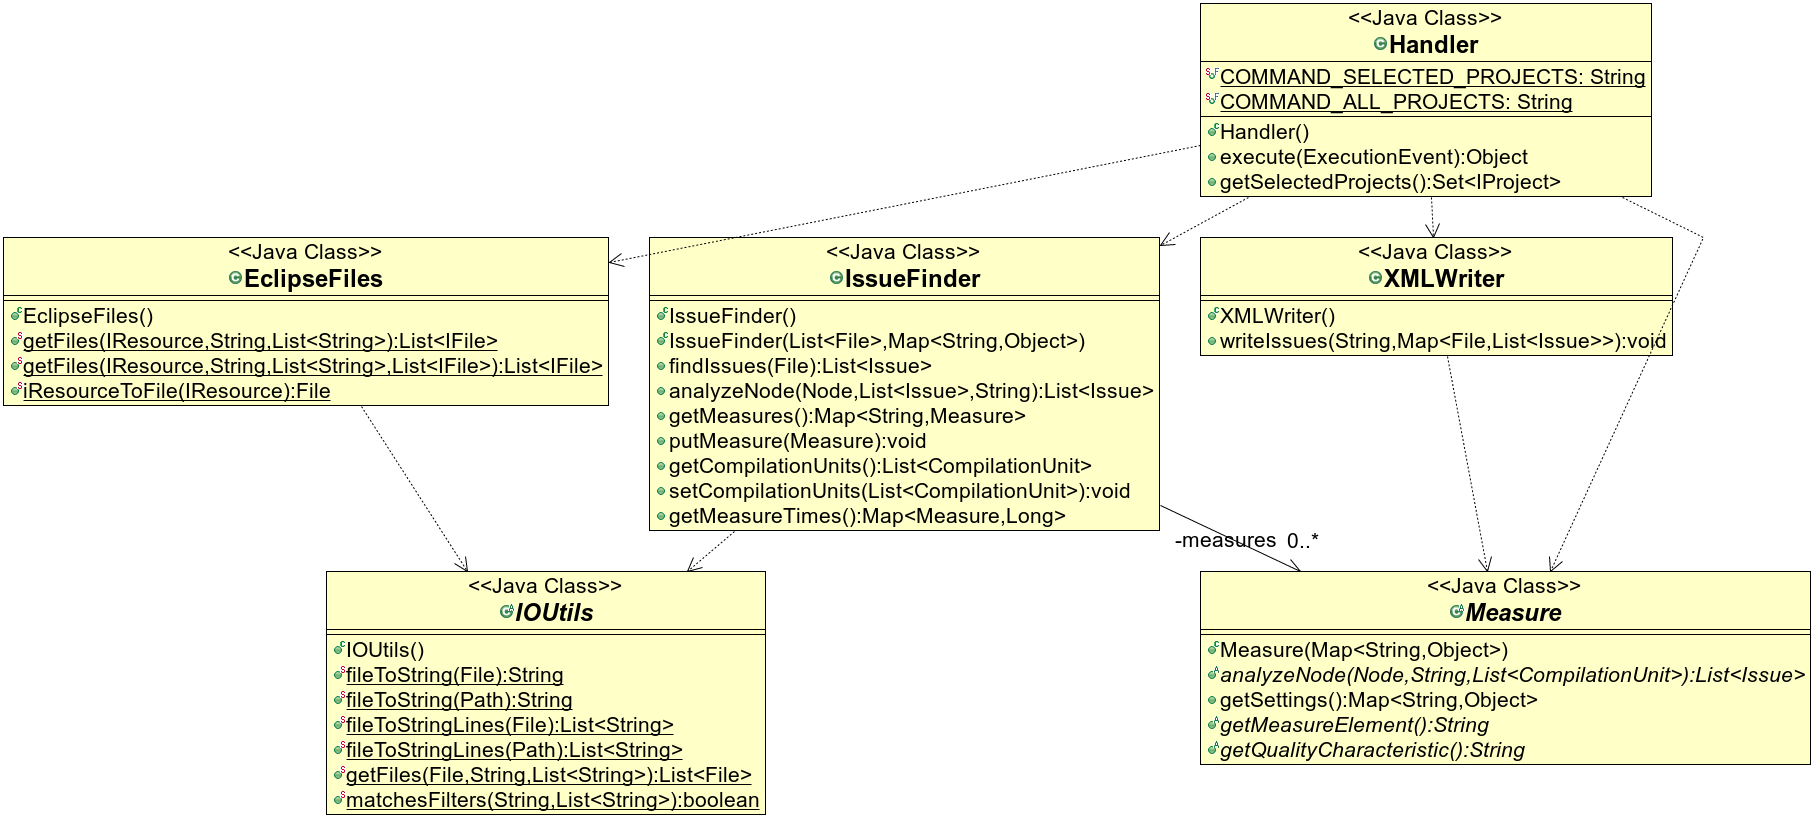 <<Java Class>>
Handler
COMMAND_SELECTED_PROJECTS: String
COMMAND_ALL_PROJECTS: String
Handler()
execute(ExecutionEvent):Object
getSelectedProjects():Set<IProject>
<<Java Class>>
EclipseFiles
EclipseFiles()
getFiles(IResource,String,List<String>):List<IFile>
getFiles(IResource,String,List<String>,List<IFile>):List<IFile>
iResourceToFile(IResource):File
<<Java Class>>
IssueFinder
IssueFinder()
IssueFinder(List<File>,Map<String,Object>)
findIssues(File):List<Issue>
analyzeNode(Node,List<Issue>,String):List<Issue>
getMeasures():Map<String,Measure>
putMeasure(Measure):void
getCompilationUnits():List<CompilationUnit>
setCompilationUnits(List<CompilationUnit>):void
getMeasureTimes():Map<Measure,Long>
<<Java Class>>
XMLWriter
XMLWriter()
writeIssues(String,Map<File,List<Issue>>):void
-measures 0..*
<<Java Class>>
IOUtils
IOUtils()
fileToString(File):String
fileToString(Path):String
fileToStringLines(File):List<String>
fileToStringLines(Path):List<String>
getFiles(File,String,List<String>):List<File>
matchesFilters(String,List<String>):boolean
<<Java Class>>
Measure
Measure(Map<String,Object>)
analyzeNode(Node,String,List<CompilationUnit>):List<Issue>
getSettings():Map<String,Object>
getMeasureElement():String
getQualityCharacteristic():String